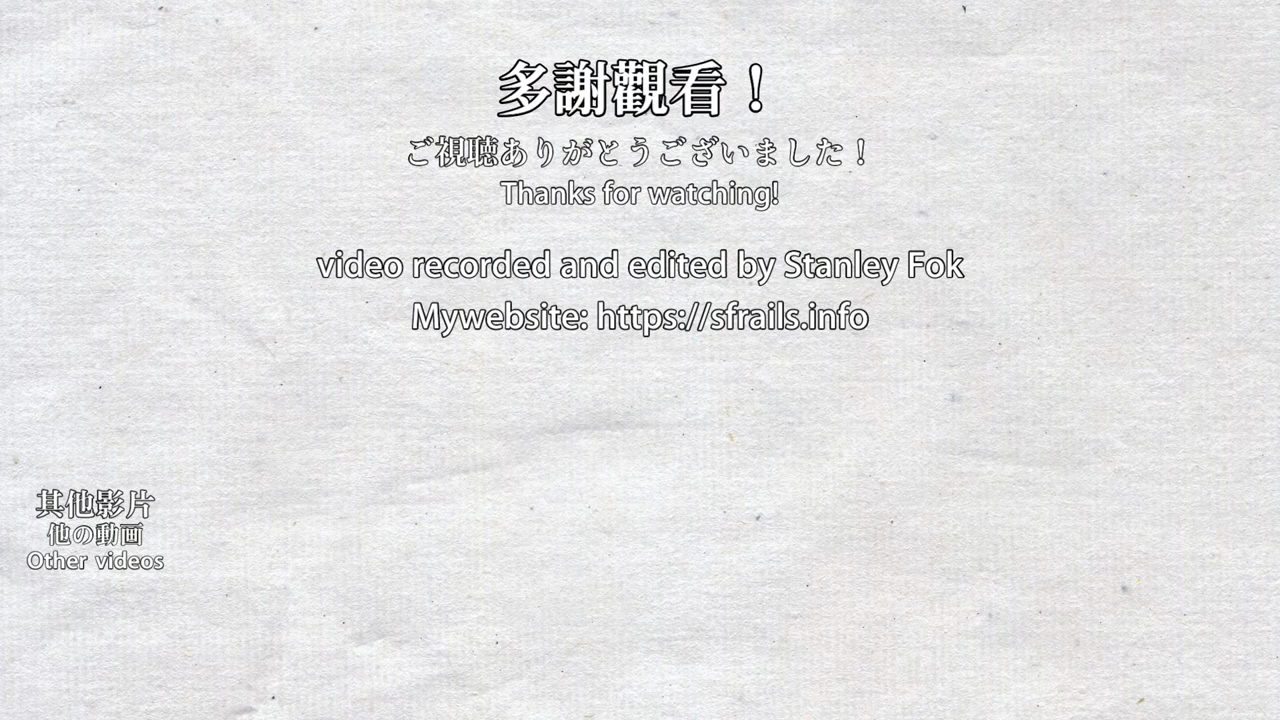 多謝觀看！
ご視聴ありがとうございました！
Thanks for watching!
video recorded and edited by Stanley Fok
Mywebsite: https://sfrails.info
其他影片
他の動画
Other videos